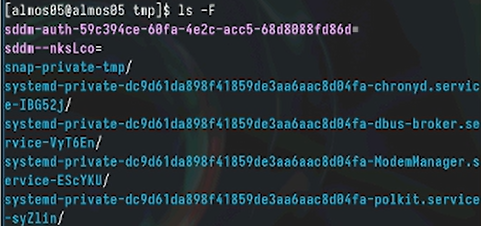 [almos05@almos05 tmp]$ ls -F
sddm-auth-59c394ce-60fa-4e2c-acc5-68d8088fd86d=
sddm--nksLco=
snap-private-tmp/
systemd-private-dc9d61da898f41859de3aa6aac8d04fa-chronyd.servic
e-IBG52j/
systemd-private-dc9d61da898f41859de3aa6aac8d04fa-dbus-broker.se
rvice-VyT6En/
systemd-private-dc9d61da898f41859de3aa6aac8d04fa-ModemManager.s
ervice-EScYKU/
systemd-private-dc9d61da898f41859de3aa6aac8d04fa-polkit.service
-syZlin/